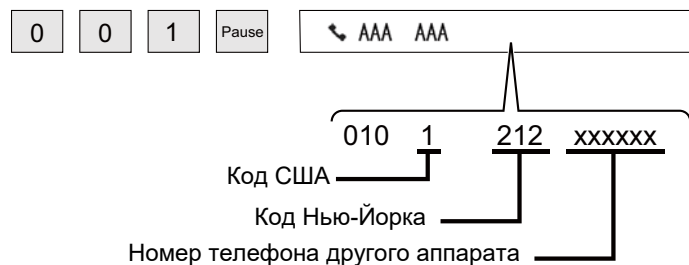 0 0 1 Pause AAA AAA
010 1 212 xxxxxx
Код США
Код Нью-Йорка
Номер телефона другого аппарата